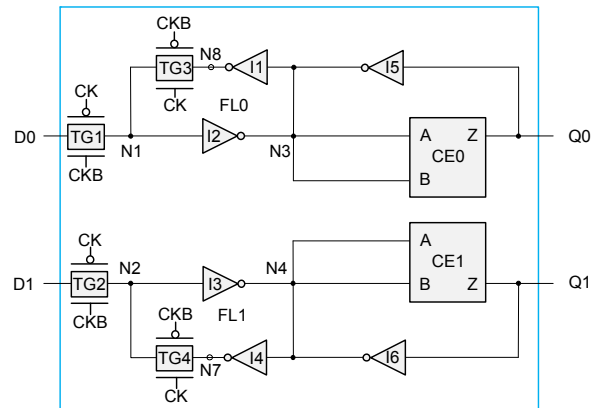 CKB
N8
TG3
I1
I5
CK
CK
FL0
D0
TG1
I2
A
Z
Q0
N1
N3
CE0
CKB
B
CK
A
N2
N4
CE1
D1
TG2
I3
B
Z
Q1
CKB
CKB
FL1
TG4
I4
I6
N7
CK